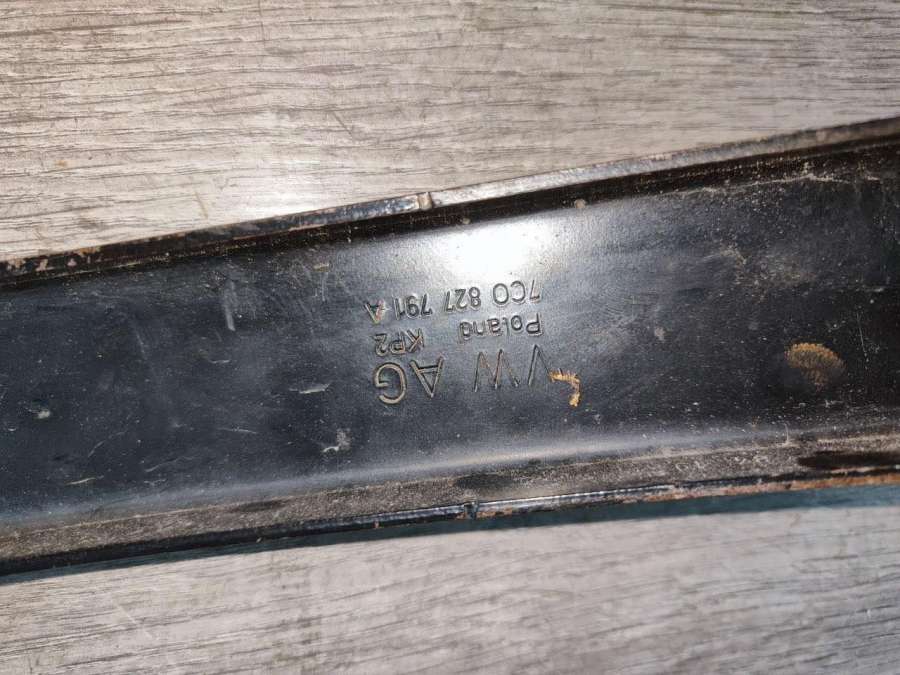 VW AG
Poland KP2
7C0 827 791 A